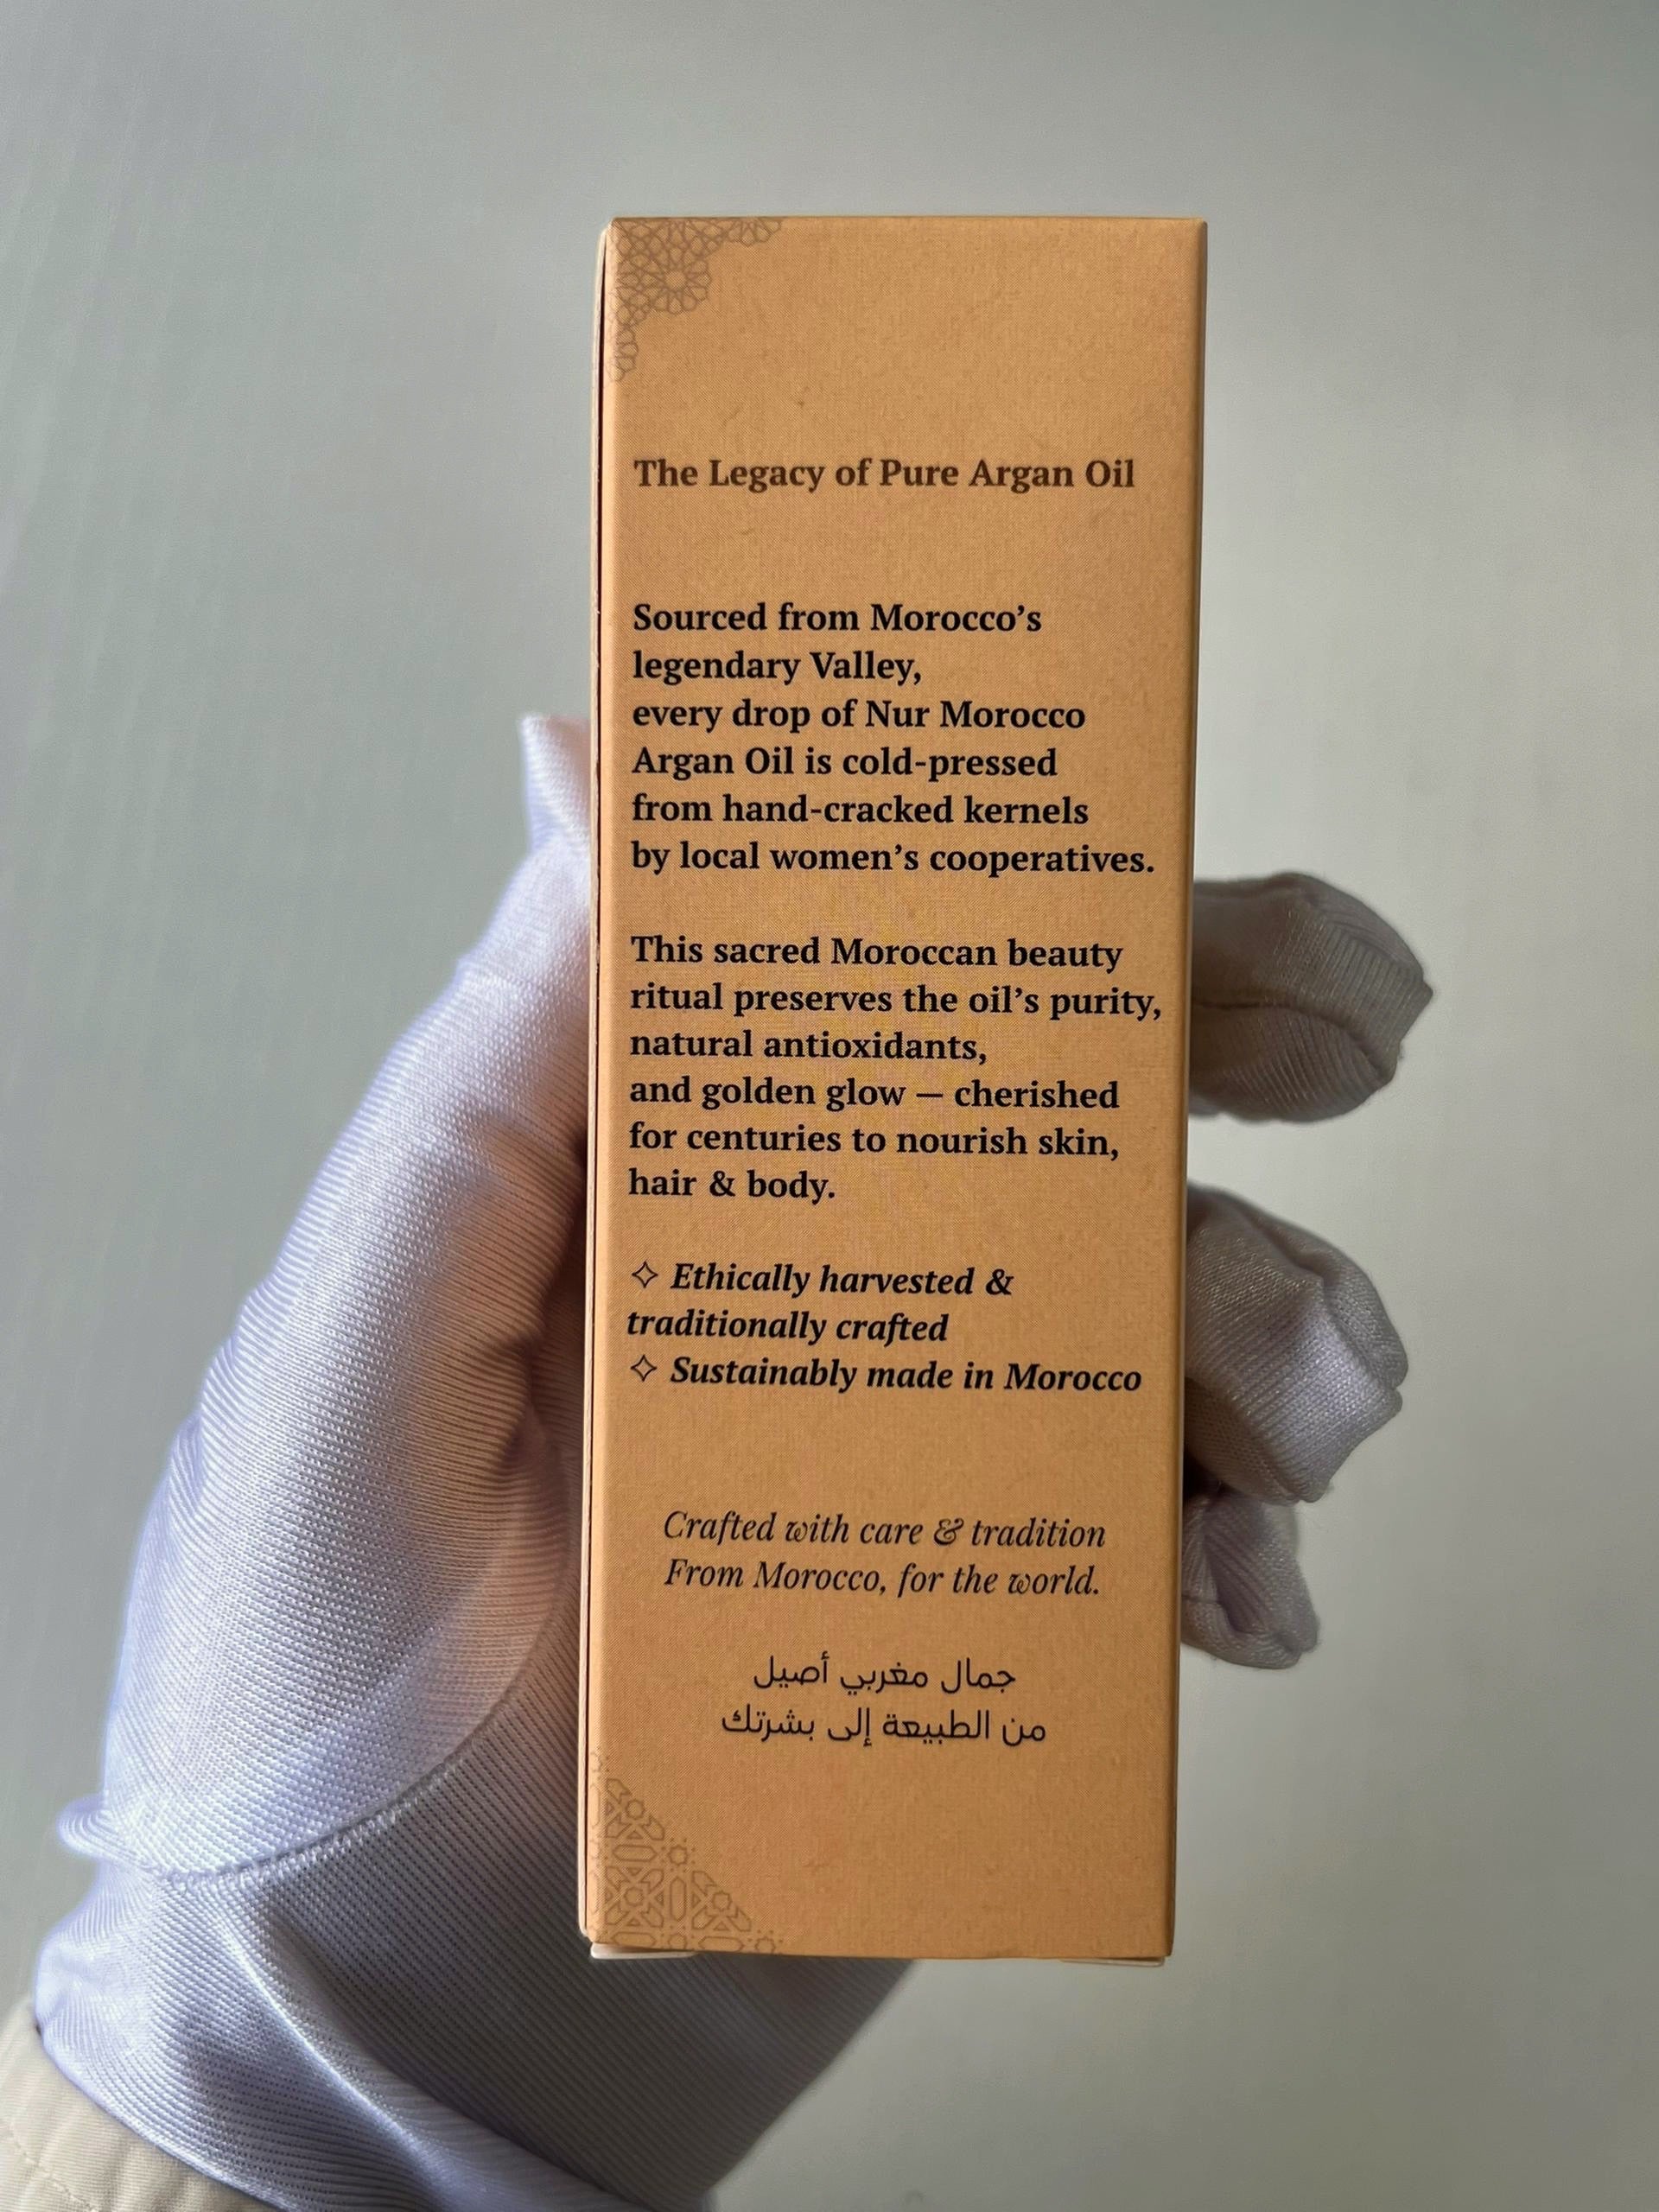 The Legacy of Pure Argan Oil
Sourced from Morocco’s
legendary Valley,
every drop of Nur Morocco
Argan Oil is cold-pressed
from hand-cracked kernels
by local women’s cooperatives.
This sacred Moroccan beauty
ritual preserves the oil’s purity,
natural antioxidants,
and golden glow — cherished
for centuries to nourish skin,
hair & body.
✧ Ethically harvested &
traditionally crafted
✧ Sustainably made in Morocco
Crafted with care & tradition
From Morocco, for the world.
جمال مغربي أصيل
من الطبيعة إلى بشرتك